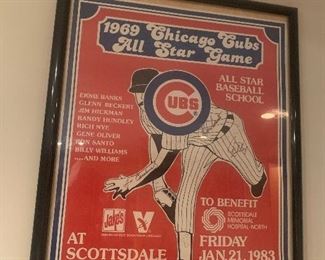 1969 Chicago Cubs
All Star Game
ALL STAR
BASEBALL
SCHOOL
ERNIE BANKS
GLENN BECKERT
JIM HICKMAN
RANDY HUNDLEY
RICH NYE
GENE OLIVER
RON SANTO
BILLY WILLIAMS
....AND MORE
CUBS
TO BENEFIT
SCOTTSDALE
MEMORIAL
HOSPITAL-NORTH
AT
SCOTTSDALE
FRIDAY
JAN. 21, 1983